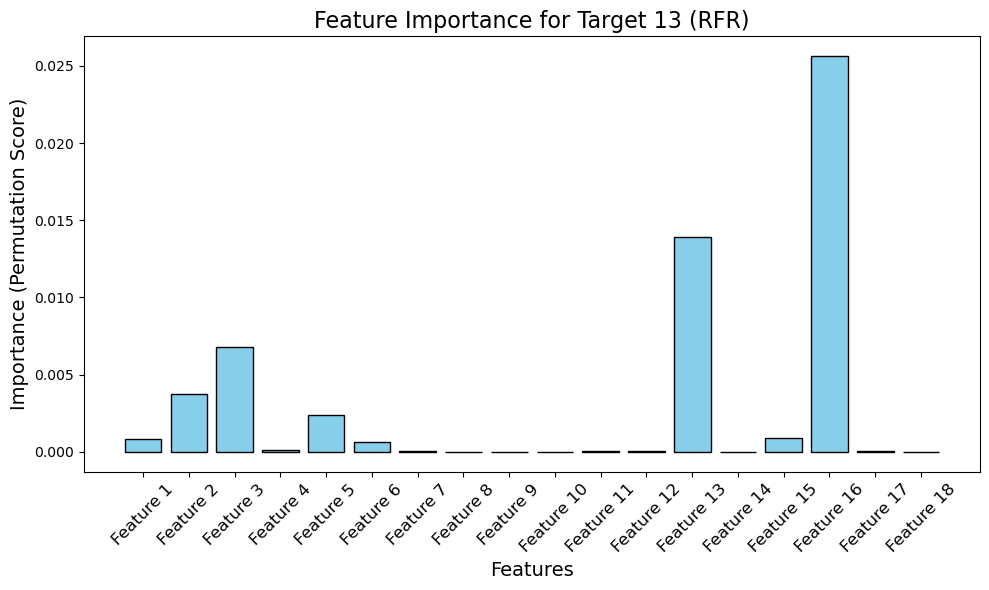 Feature Importance for Target 13 (RFR)
Importance (Permutation Score)
0.025
0.020
0.015
0.010
0.005
0.000
Feature 1
Feature 2
Feature 3
Feature 4
Feature 5
Feature 6
Feature 7
Feature 8
Feature 9
Feature 10
Feature 11
Feature 12
Feature 13
Feature 14
Feature 15
Feature 16
Feature 17
Feature 18
Features